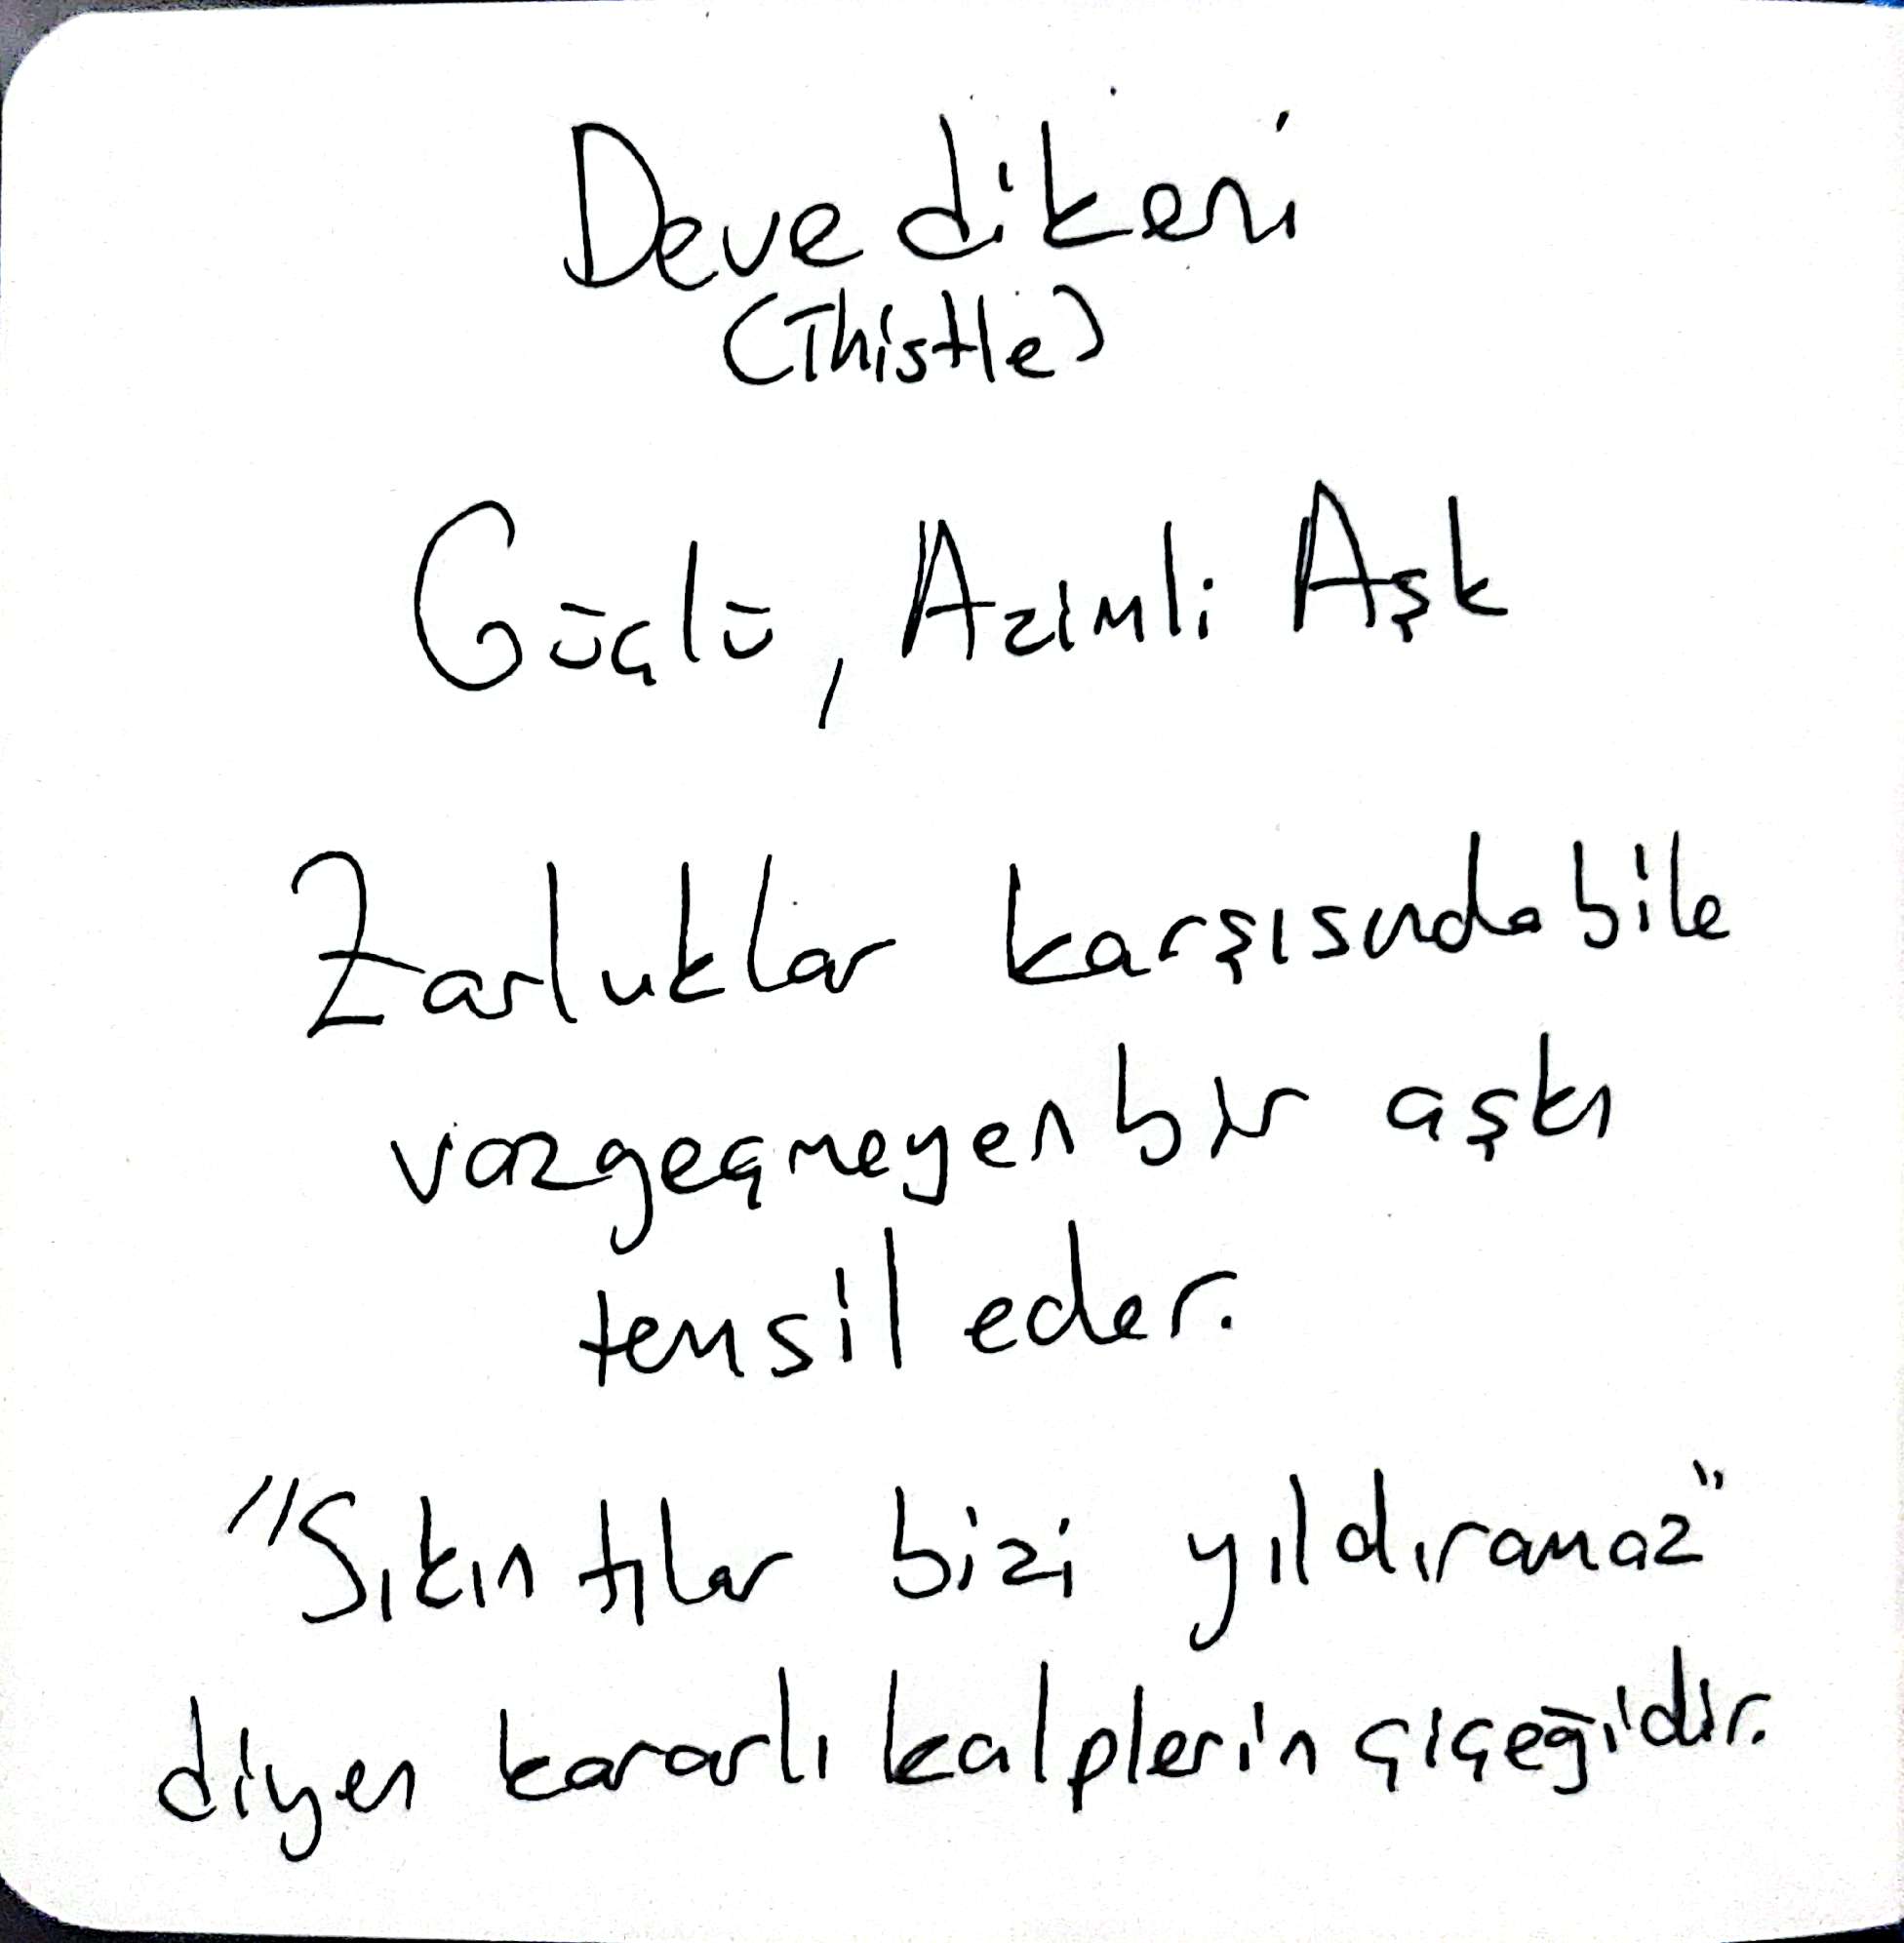 Deve dikeni
(Thistle)
Güçlü, Azimli Aşk
Zorluklar karşısında bile
vazgeçmeyen bir aşkı
temsil eder.
"Sıkıntılar bizi yıldıramaz"
diyen kararlı kalplerin çiçeğidir.